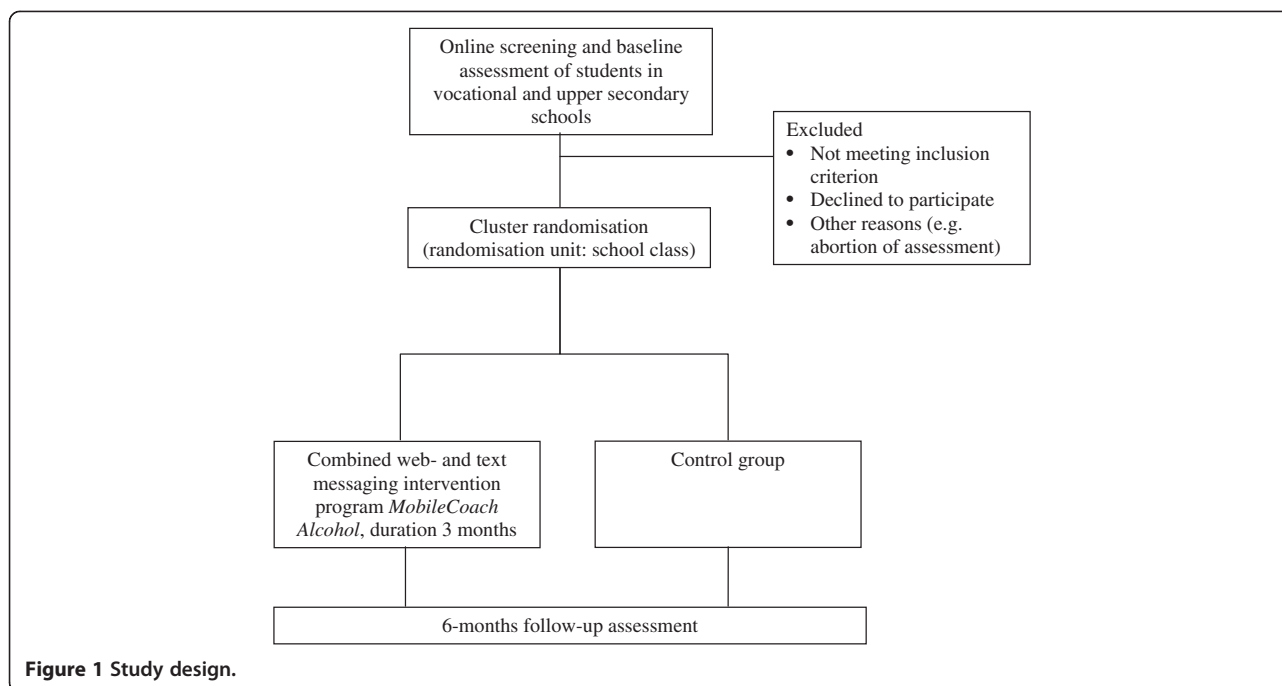 Online screening and baseline
assessment of students in
vocational and upper secondary
schools
Excluded
• Not meeting inclusion
criterion
• Declined to participate
• Other reasons (e.g.
abortion of assessment)
Cluster randomisation
(randomisation unit: school class)
Combined web- and text
messaging intervention
program MobileCoach
Alcohol, duration 3 months
Control group
6-months follow-up assessment
Figure 1 Study design.